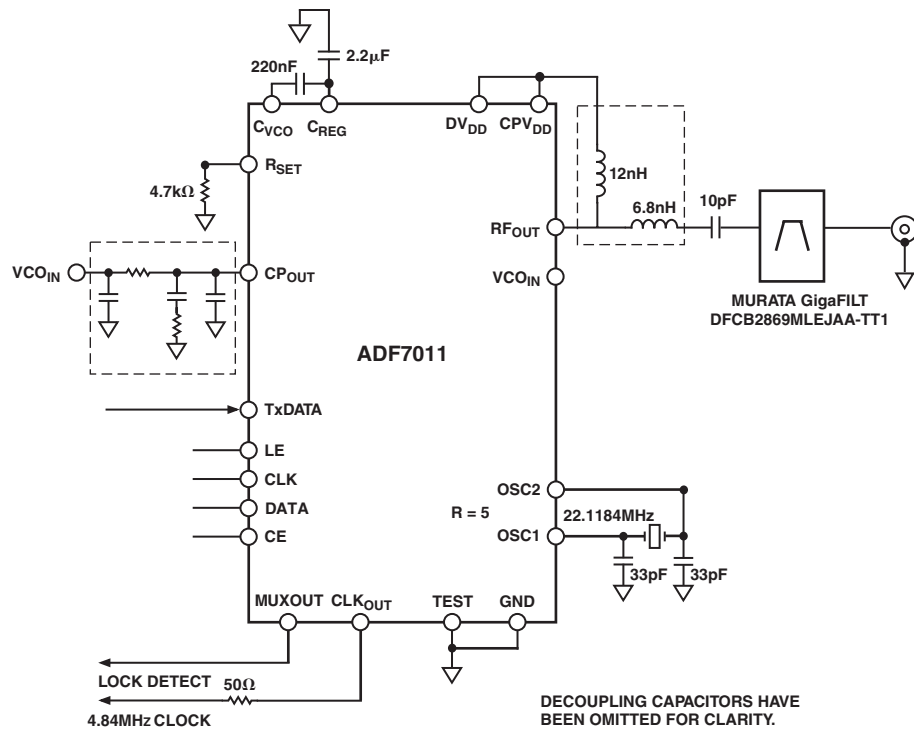 2.2µF
220nF
CVCO
CREG
DVDD
CPVDD
RSET
4.7kΩ
12nH
6.8nH
10pF
RFOUT
VCOIN
CPOUT
VCOIN
MURATA GigaFILT
DFCB2869MLEJAA-TT1
ADF7011
TxDATA
LE
CLK
DATA
CE
OSC2
R = 5
22.1184MHz
OSC1
33pF
33pF
MUXOUT
CLKOUT
TEST
GND
LOCK DETECT
50Ω
4.84MHz CLOCK
DECOUPLING CAPACITORS HAVE
BEEN OMITTED FOR CLARITY.